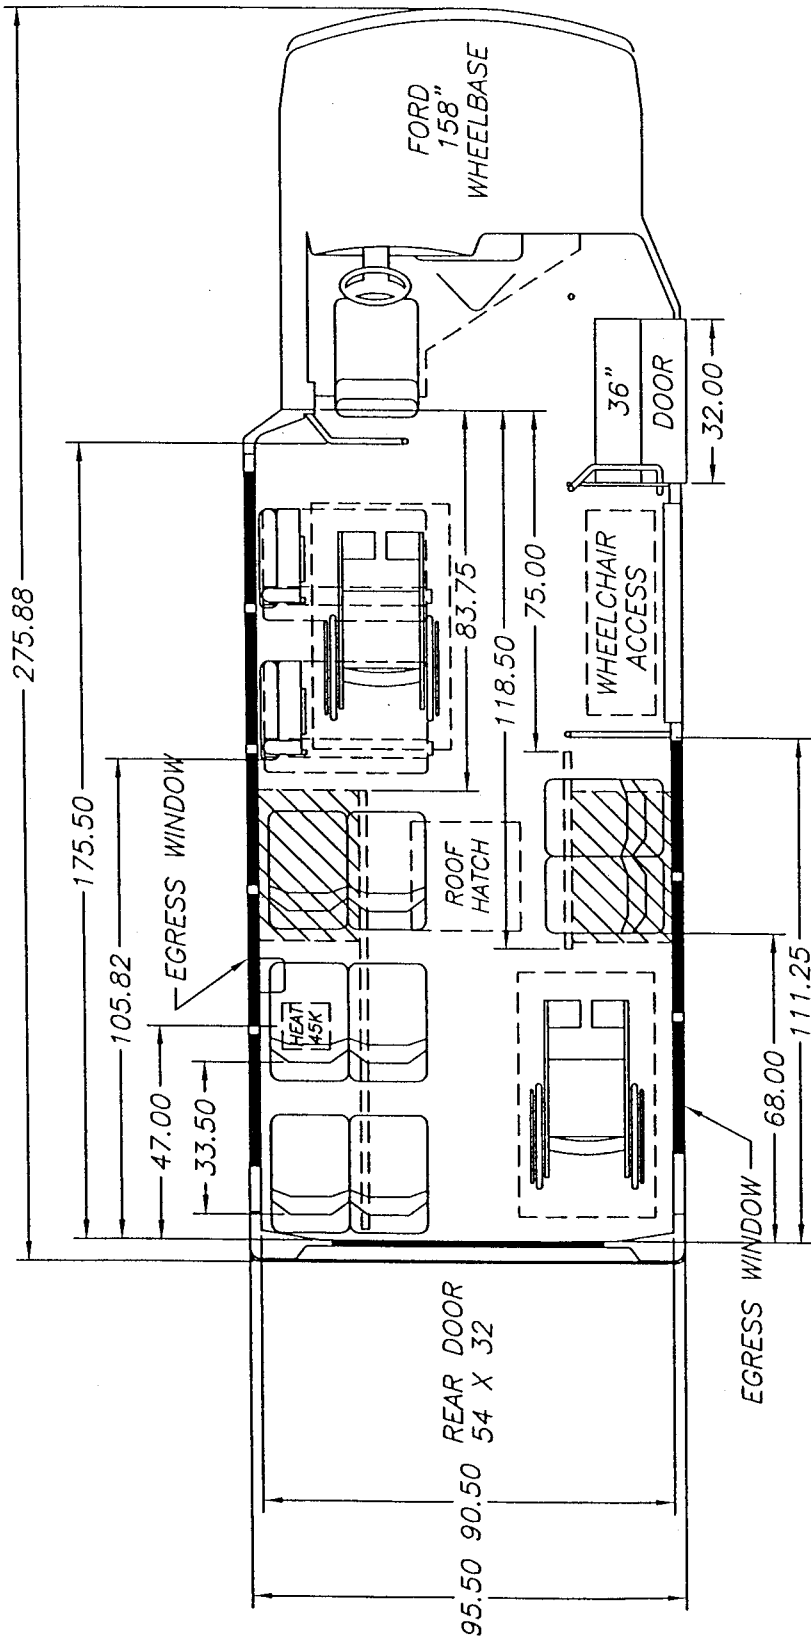 275.88
175.50
105.82
EGRESS WINDOW
47.00
33.50
FORD
158"
WHEELBASE
HEAT
45K
ROOF
HATCH
83.75
118.50
75.00
36"
DOOR
32.00
WHEELCHAIR
ACCESS
68.00
111.25
EGRESS WINDOW
REAR DOOR
54 X 32
90.50
95.50